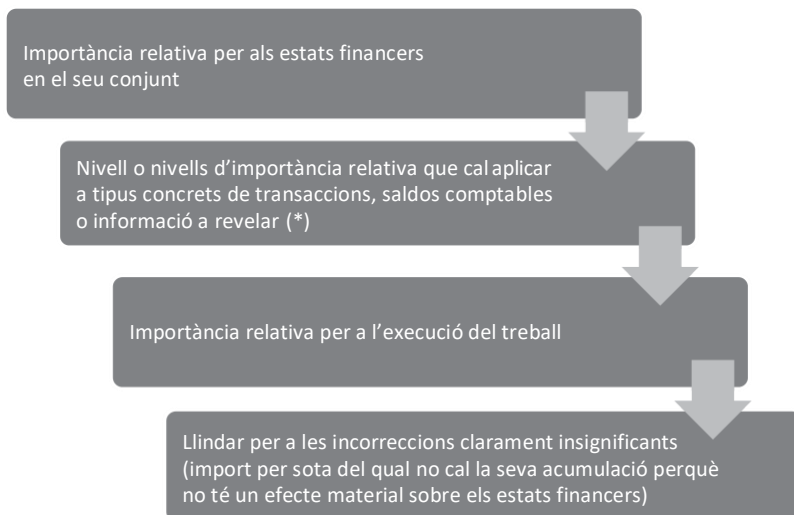 Importància relativa per als estats financers
en el seu conjunt
Nivell o nivells d’importància relativa que cal aplicar
a tipus concrets de transaccions, saldos comptables
o informació a revelar (*)
Importància relativa per a l’execució del treball
Llindar per a les incorreccions clarament insignificants
(import per sota del qual no cal la seva acumulació perquè
no té un efecte material sobre els estats financers)